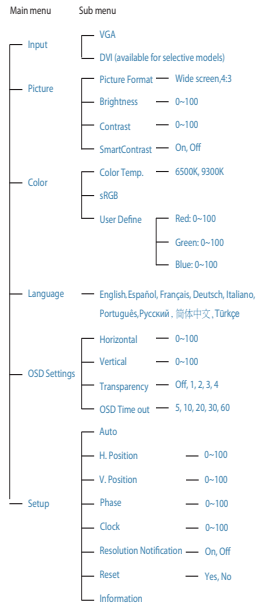 Main menu Sub menu
Input
VGA
DVI (available for selective models)
Picture
Picture Format Wide screen,4:3
Brightness 0~100
Contrast 0~100
SmartContrast On, Off
Color
Color Temp. 6500K, 9300K
sRGB
User Define Red: 0~100
Green: 0~100
Blue: 0~100
Language English.Español, Français, Deutsch, Italiano,
Português,Русский , 简体中文 ,Türkçe
OSD Settings
Horizontal 0~100
Vertical 0~100
Transparency Off, 1, 2, 3, 4
OSD Time out 5, 10, 20, 30, 60
Setup
Auto
H. Position 0~100
V. Position 0~100
Phase 0~100
Clock 0~100
Resolution Notification On, Off
Reset Yes, No
Information